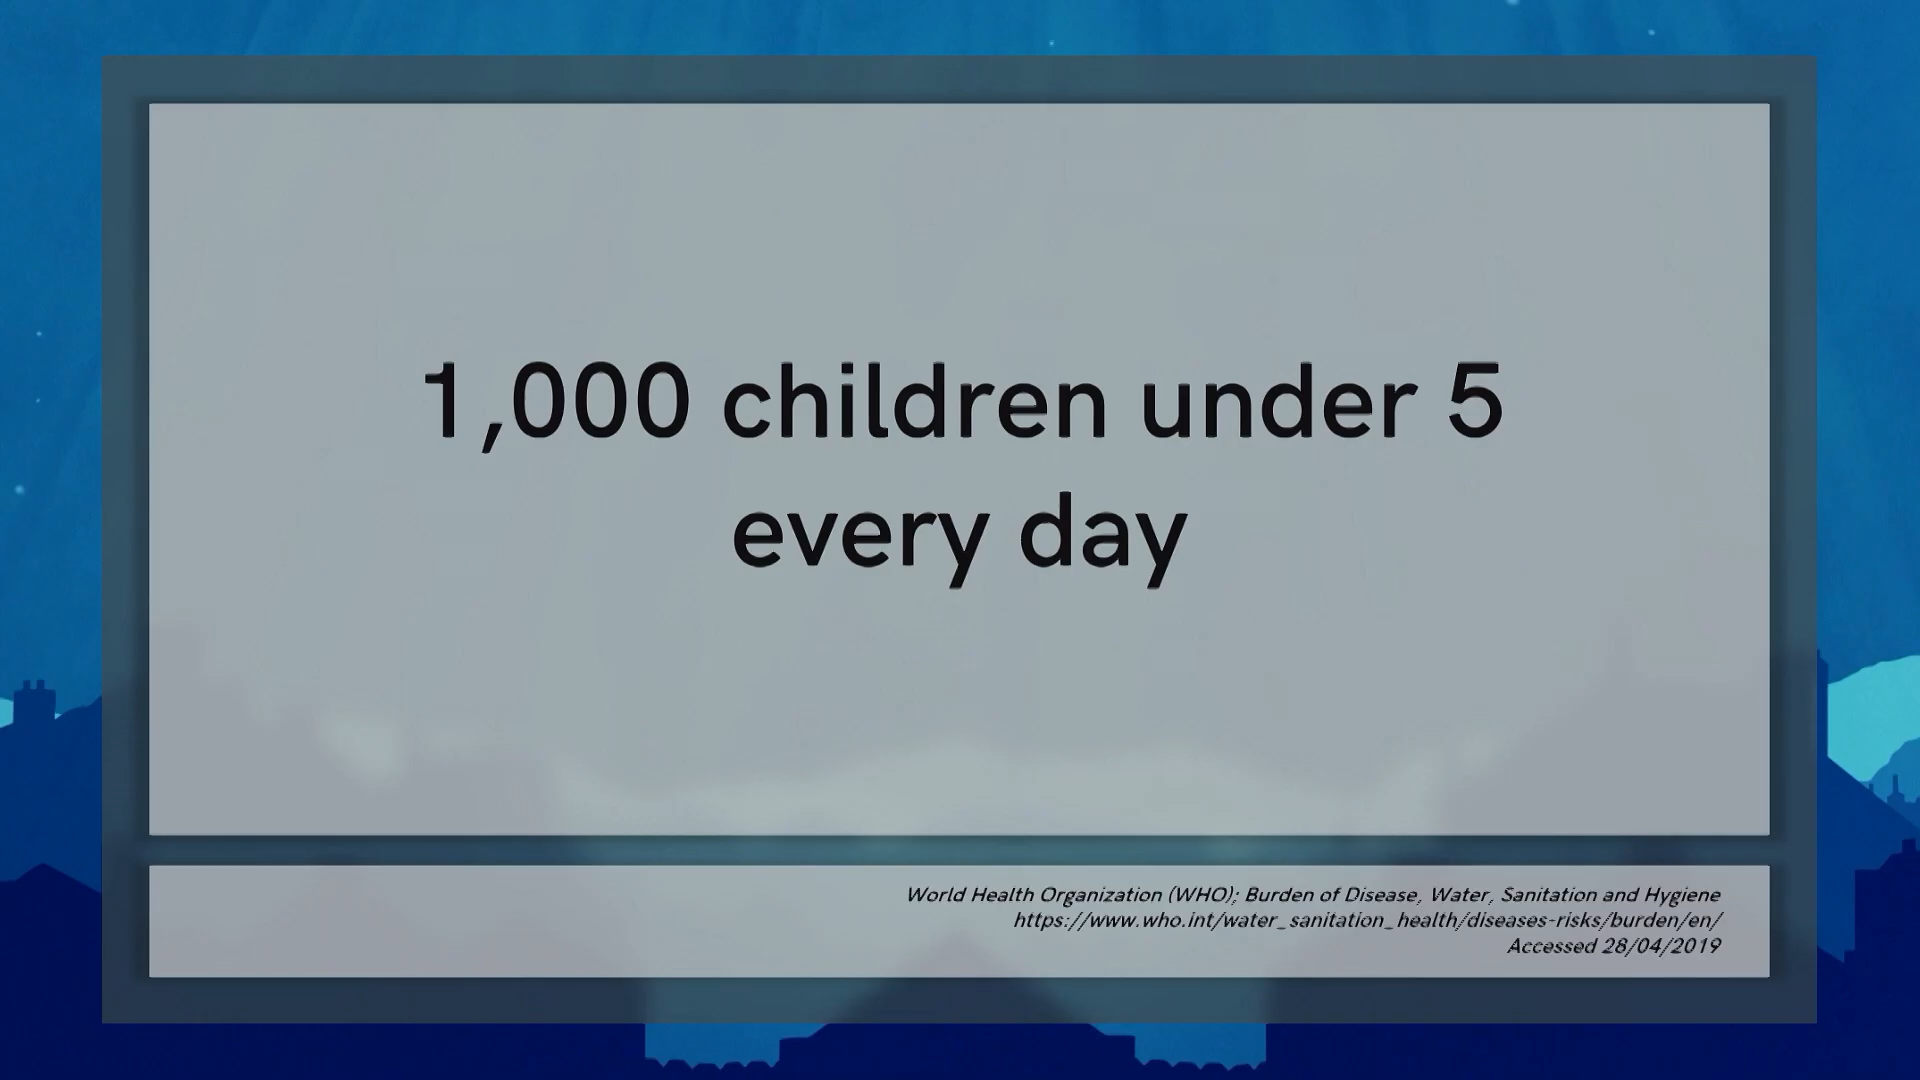 1,000 children under 5
every day
World Health Organization (WHO); Burden of Disease, Water, Sanitation and Hygiene
https://www.who.int/water_sanitation_health/diseases-risks/burden/en/
Accessed 28/04/2019